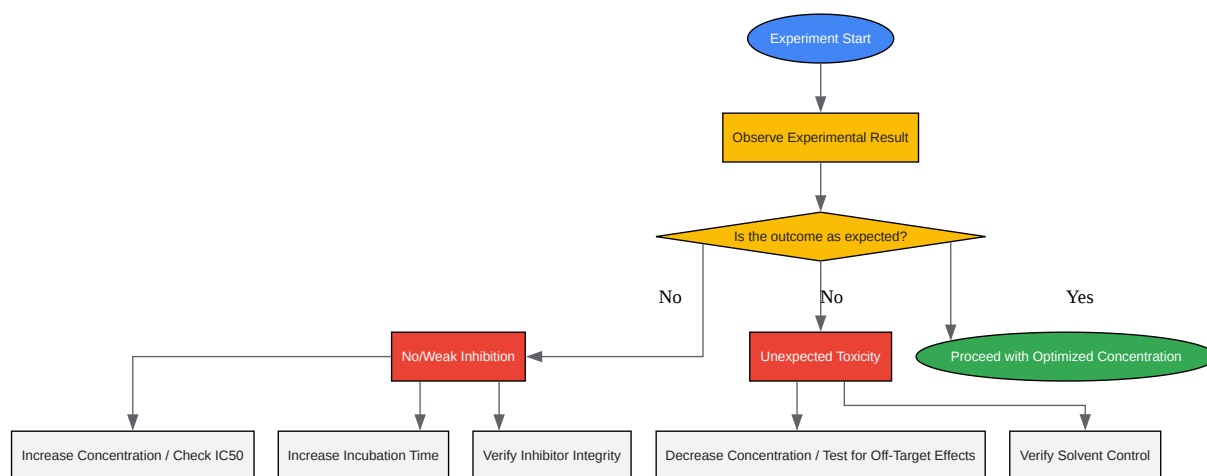 Experiment Start
Observe Experimental Result
Is the outcome as expected?
No
No
Yes
No/Weak Inhibition
Unexpected Toxicity
Proceed with Optimized Concentration
Increase Concentration / Check IC50
Increase Incubation Time
Verify Inhibitor Integrity
Decrease Concentration / Test for Off-Target Effects
Verify Solvent Control